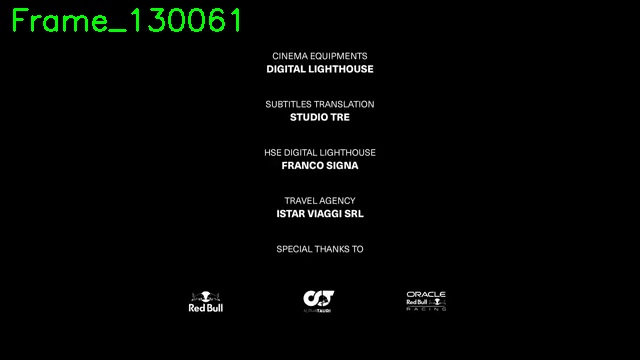 Frame_130061
CINEMA EQUIPMENTS
DIGITAL LIGHTHOUSE
SUBTITLES TRANSLATION
STUDIO TRE
HSE DIGITAL LIGHTHOUSE
FRANCO SIGNA
TRAVEL AGENCY
ISTAR VIAGGI SRL
SPECIAL THANKS TO
Red Bull
AlphaTAURI
ORACLE
Red Bull
RACING